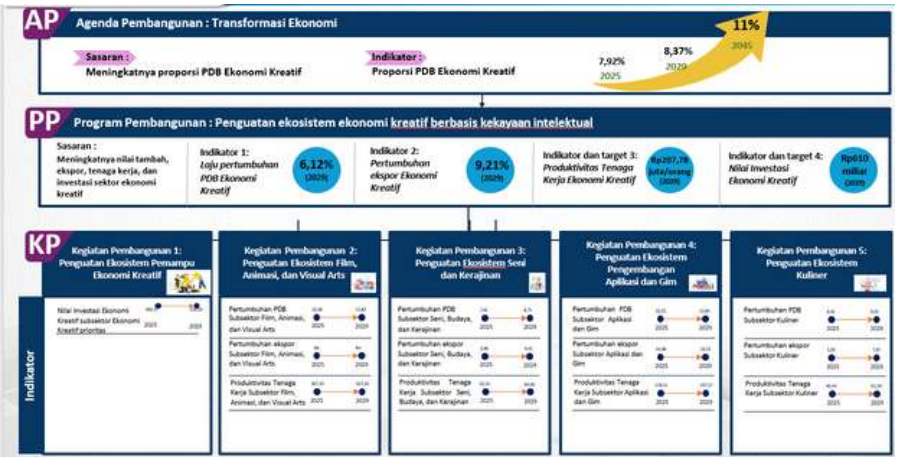 AP
Agenda Pembangunan : Transformasi Ekonomi
Sasaran :
Meningkatnya proporsi PDB Ekonomi Kreatif
Indikator :
Proporsi PDB Ekonomi Kreatif
7,92%
2025
8,37%
2029
11%
2045
PP
Program Pembangunan : Penguatan ekosistem ekonomi kreatif berbasis kekayaan intelektual
Sasaran :
Meningkatnya nilai tambah,
ekspor, tenaga kerja, dan
investasi sektor ekonomi
kreatif
Indikator 1:
Laju pertumbuhan
PDB Ekonomi
Kreatif
6,12%
(2029)
Indikator 2:
Pertumbuhan
ekspor Ekonomi
Kreatif
9,21%
(2029)
Indikator dan target 3:
Produktivitas Tenaga
Kerja Ekonomi Kreatif
juta/orang
(2029)
Indikator dan target 4:
Nilai Investasi
Ekonomi Kreatif
Rp610
miliar
(2029)
KP
Kegiatan Pembangunan 1:
Penguatan Ekosistem Pemampu
Ekonomi Kreatif
Kegiatan Pembangunan 2:
Penguatan Ekosistem Film,
Animasi, dan Visual Arts
Kegiatan Pembangunan 3:
Penguatan Ekosistem Seni
dan Kerajinan
Kegiatan Pembangunan 4:
Penguatan Ekosistem
Pengembangan
Aplikasi dan Gim
Kegiatan Pembangunan 5:
Penguatan Ekosistem
Kuliner
Indikator
Nilai Investasi Ekonomi
Kreatif subsektor Ekonomi
Kreatif prioritas
2025
2029
Pertumbuhan PDB
Subsektor Film, Animasi,
dan Visual Arts
2025
2029
Pertumbuhan ekspor
Subsektor Film, Animasi,
dan Visual Arts
2025
2029
Produktivitas Tenaga
Kerja Subsektor Film,
Animasi, dan Visual Arts
2025
2029
Pertumbuhan PDB
Subsektor Seni, Budaya,
dan Kerajinan
2025
2029
Pertumbuhan ekspor
Subsektor Seni, Budaya,
dan Kerajinan
2025
2029
Produktivitas Tenaga
Kerja Subsektor Seni,
Budaya, dan Kerajinan
2025
2029
Pertumbuhan PDB
Subsektor Aplikasi
dan Gim
2025
2029
Pertumbuhan ekspor
Subsektor Aplikasi dan
Gim
2025
2029
Produktivitas Tenaga
Kerja Subsektor Aplikasi
dan Gim
2025
2029
Pertumbuhan PDB
Subsektor Kuliner
2025
2029
Pertumbuhan ekspor
Subsektor Kuliner
2025
2029
Produktivitas Tenaga
Kerja Subsektor Kuliner
2025
2029